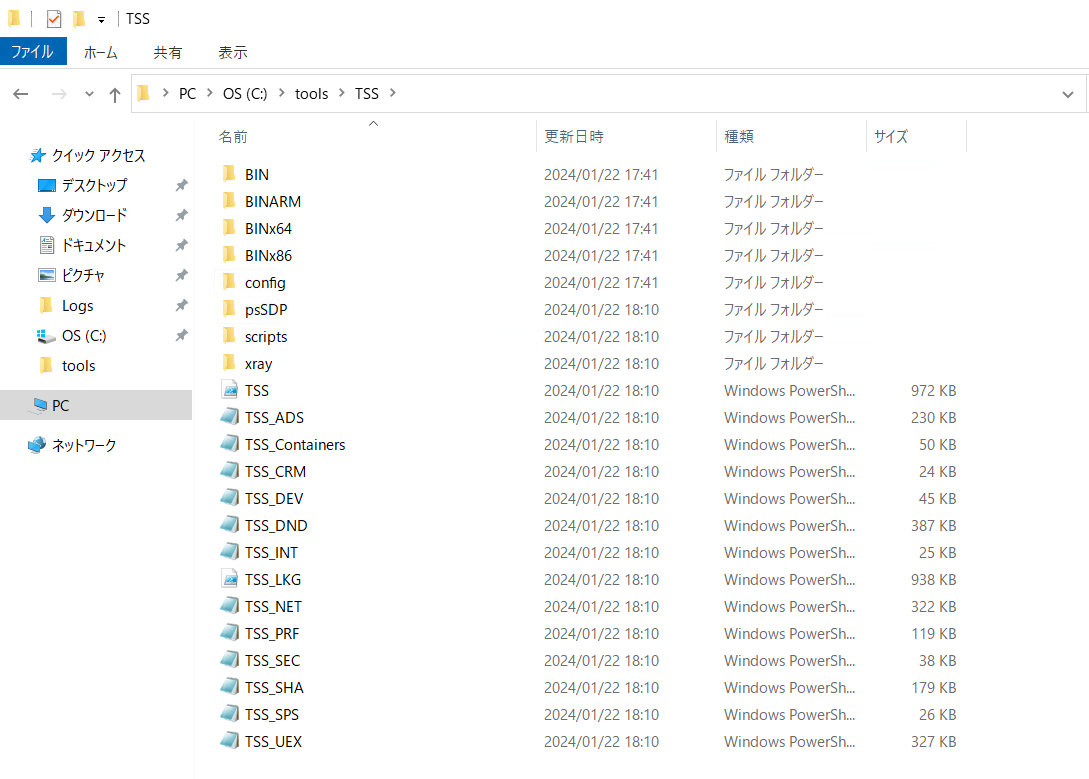 TSS
ファイル ホーム 共有 表示
PC OS (C:) tools TSS
名前 更新日時 種類 サイズ
クイック アクセス
デスクトップ
ダウンロード
ドキュメント
ピクチャ
Logs
OS (C:)
tools
PC
ネットワーク
BIN 2024/01/22 17:41 ファイル フォルダー
BINARM 2024/01/22 17:41 ファイル フォルダー
BINx64 2024/01/22 17:41 ファイル フォルダー
BINx86 2024/01/22 17:41 ファイル フォルダー
config 2024/01/22 17:41 ファイル フォルダー
psSDP 2024/01/22 18:10 ファイル フォルダー
scripts 2024/01/22 18:10 ファイル フォルダー
xray 2024/01/22 18:10 ファイル フォルダー
TSS 2024/01/22 18:10 Windows PowerSh... 972 KB
TSS_ADS 2024/01/22 18:10 Windows PowerSh... 230 KB
TSS_Containers 2024/01/22 18:10 Windows PowerSh... 50 KB
TSS_CRM 2024/01/22 18:10 Windows PowerSh... 24 KB
TSS_DEV 2024/01/22 18:10 Windows PowerSh... 45 KB
TSS_DND 2024/01/22 18:10 Windows PowerSh... 387 KB
TSS_INT 2024/01/22 18:10 Windows PowerSh... 25 KB
TSS_LKG 2024/01/22 18:10 Windows PowerSh... 938 KB
TSS_NET 2024/01/22 18:10 Windows PowerSh... 322 KB
TSS_PRF 2024/01/22 18:10 Windows PowerSh... 119 KB
TSS_SEC 2024/01/22 18:10 Windows PowerSh... 38 KB
TSS_SHA 2024/01/22 18:10 Windows PowerSh... 179 KB
TSS_SPS 2024/01/22 18:10 Windows PowerSh... 26 KB
TSS_UEX 2024/01/22 18:10 Windows PowerSh... 327 KB